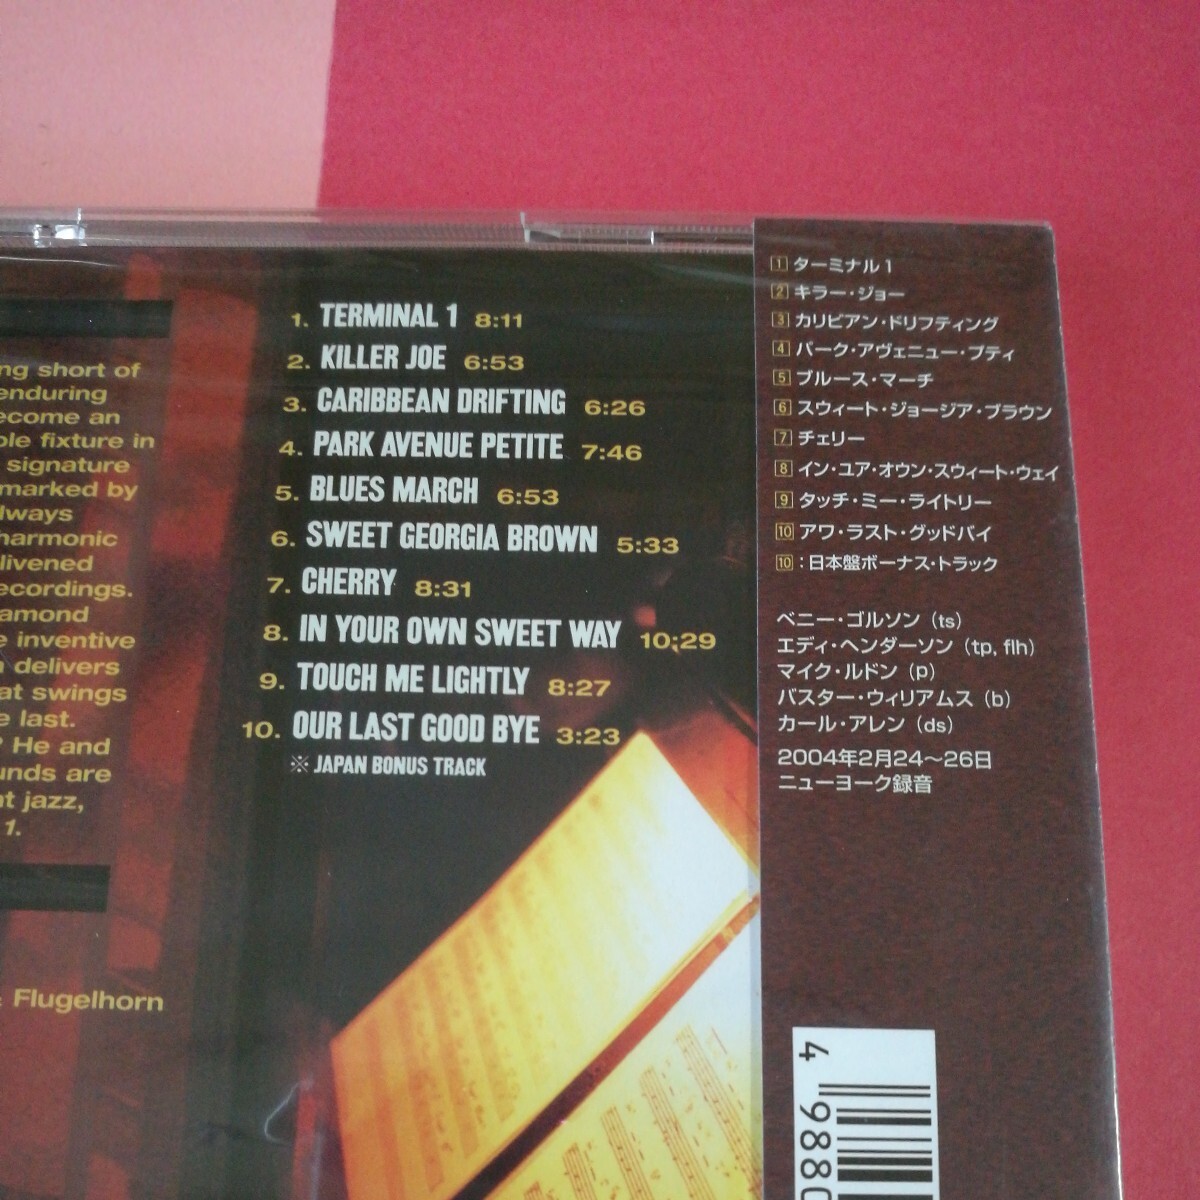 ng short of
enduring
ecome an
ble fixture in
signature
marked by
lways
harmonic
livened
recordings.
amond
e inventive
delivers
at swings
e last.
? He and
unds are
nt jazz,
1.
& Flugelhorn
1. TERMINAL 1 8:11
2. KILLER JOE 6:53
3. CARIBBEAN DRIFTING 6:26
4. PARK AVENUE PETITE 7:46
5. BLUES MARCH 6:53
6. SWEET GEORGIA BROWN 5:33
7. CHERRY 8:31
8. IN YOUR OWN SWEET WAY 10:29
9. TOUCH ME LIGHTLY 8:27
10. OUR LAST GOOD BYE 3:23
※ JAPAN BONUS TRACK
1 ターミナル1
2 キラー・ジョー
3 カリビアン・ドリフティング
4 パーク・アヴェニュー・プティ
5 ブルース・マーチ
6 スウィート・ジョージア・ブラウン
7 チェリー
8 イン・ユア・オウン・スウィート・ウェイ
9 タッチ・ミー・ライトリー
10 アワ・ラスト・グッドバイ
10：日本盤ボーナス・トラック
ベニー・ゴルソン（ts）
エディ・ヘンダーソン（tp, flh）
マイク・ルドン（p）
バスター・ウィリアムス（b）
カール・アレン（ds）
2004年2月24〜26日
ニューヨーク録音
4 9880